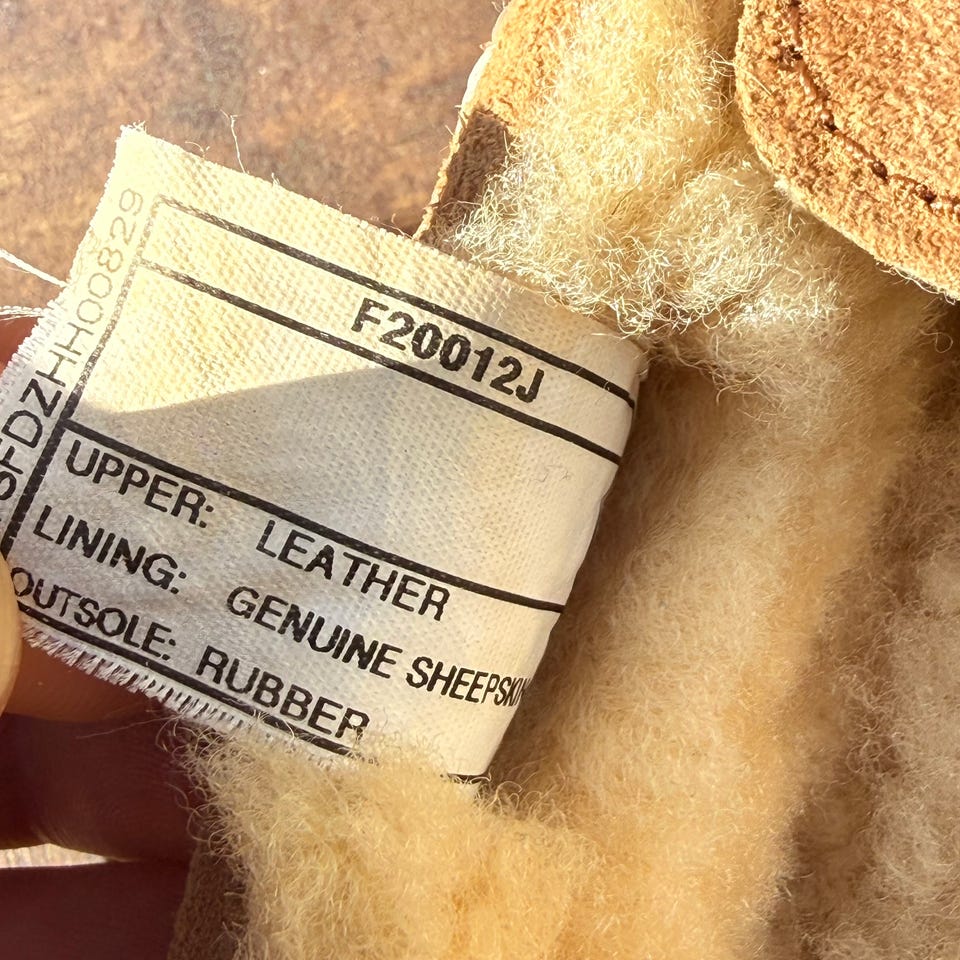 F20012J
UPPER: LEATHER
LINING: GENUINE SHEEPSKIN
OUTSOLE: RUBBER
SFDZHH00829